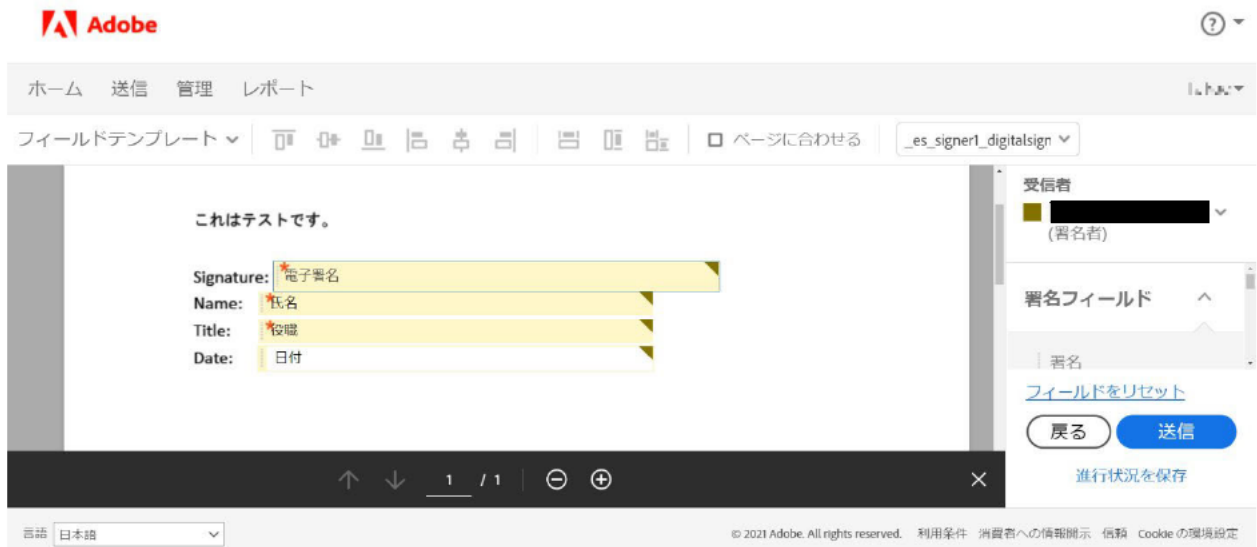 Adobe
ホーム 送信 管理 レポート
フィールドテンプレート ページに合わせる _es_signer1_digitalsign
これはテストです。
Signature: *電子署名
Name: *氏名
Title: *役職
Date: 日付
受信者
(署名者)
署名フィールド
署名
フィールドをリセット
戻る 送信
進行状況を保存
1 / 1
言語 日本語
© 2021 Adobe. All rights reserved. 利用条件 消費者への情報開示 信頼 Cookie の環境設定